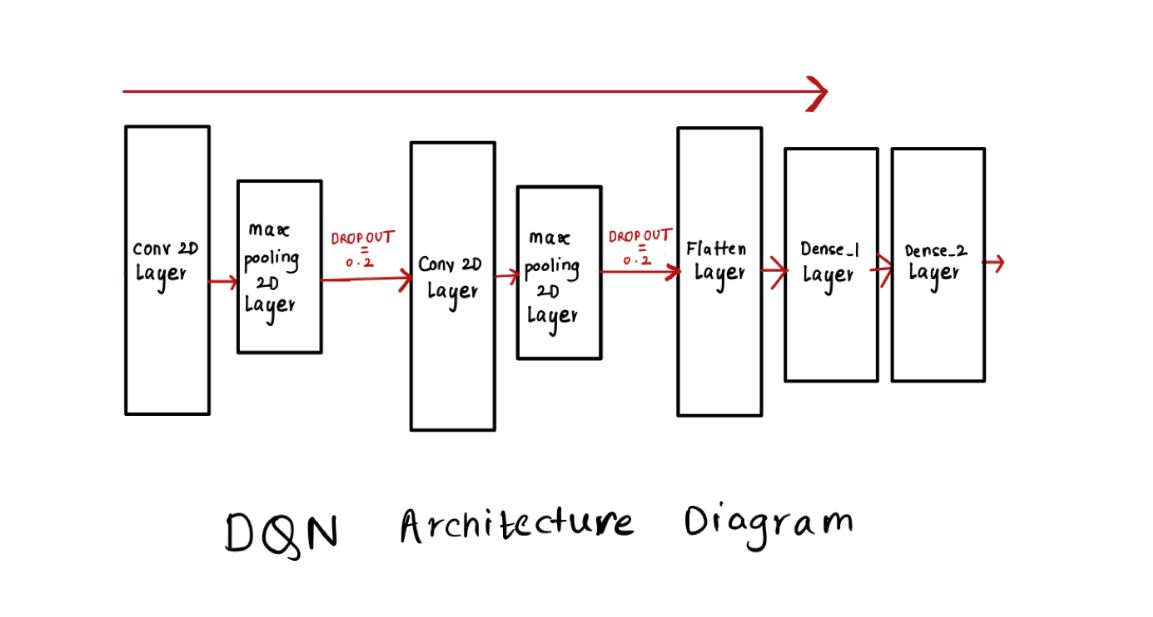 Conv 2D
Layer
max
pooling
2D
Layer
DROPOUT
=
0.2
Conv 2D
Layer
max
pooling
2D
Layer
DROPOUT
=
0.2
Flatten
Layer
Dense_1
Layer
Dense_2
Layer
DQN Architecture Diagram